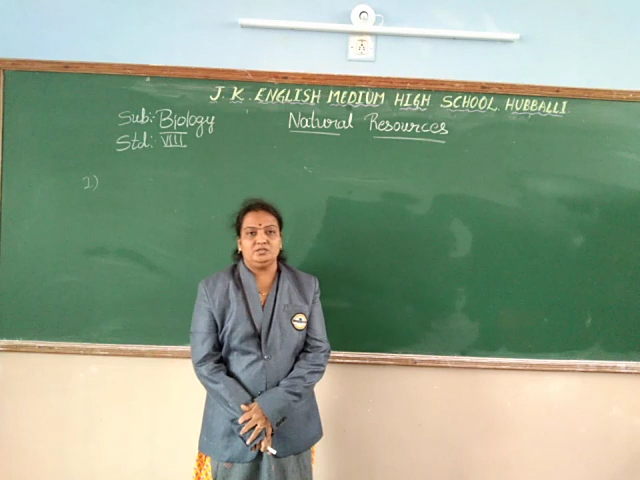 J. K. ENGLISH MEDIUM HIGH SCHOOL. HUBBALLI
Sub:- Biology
Natural Resources
Std: VIII
1)